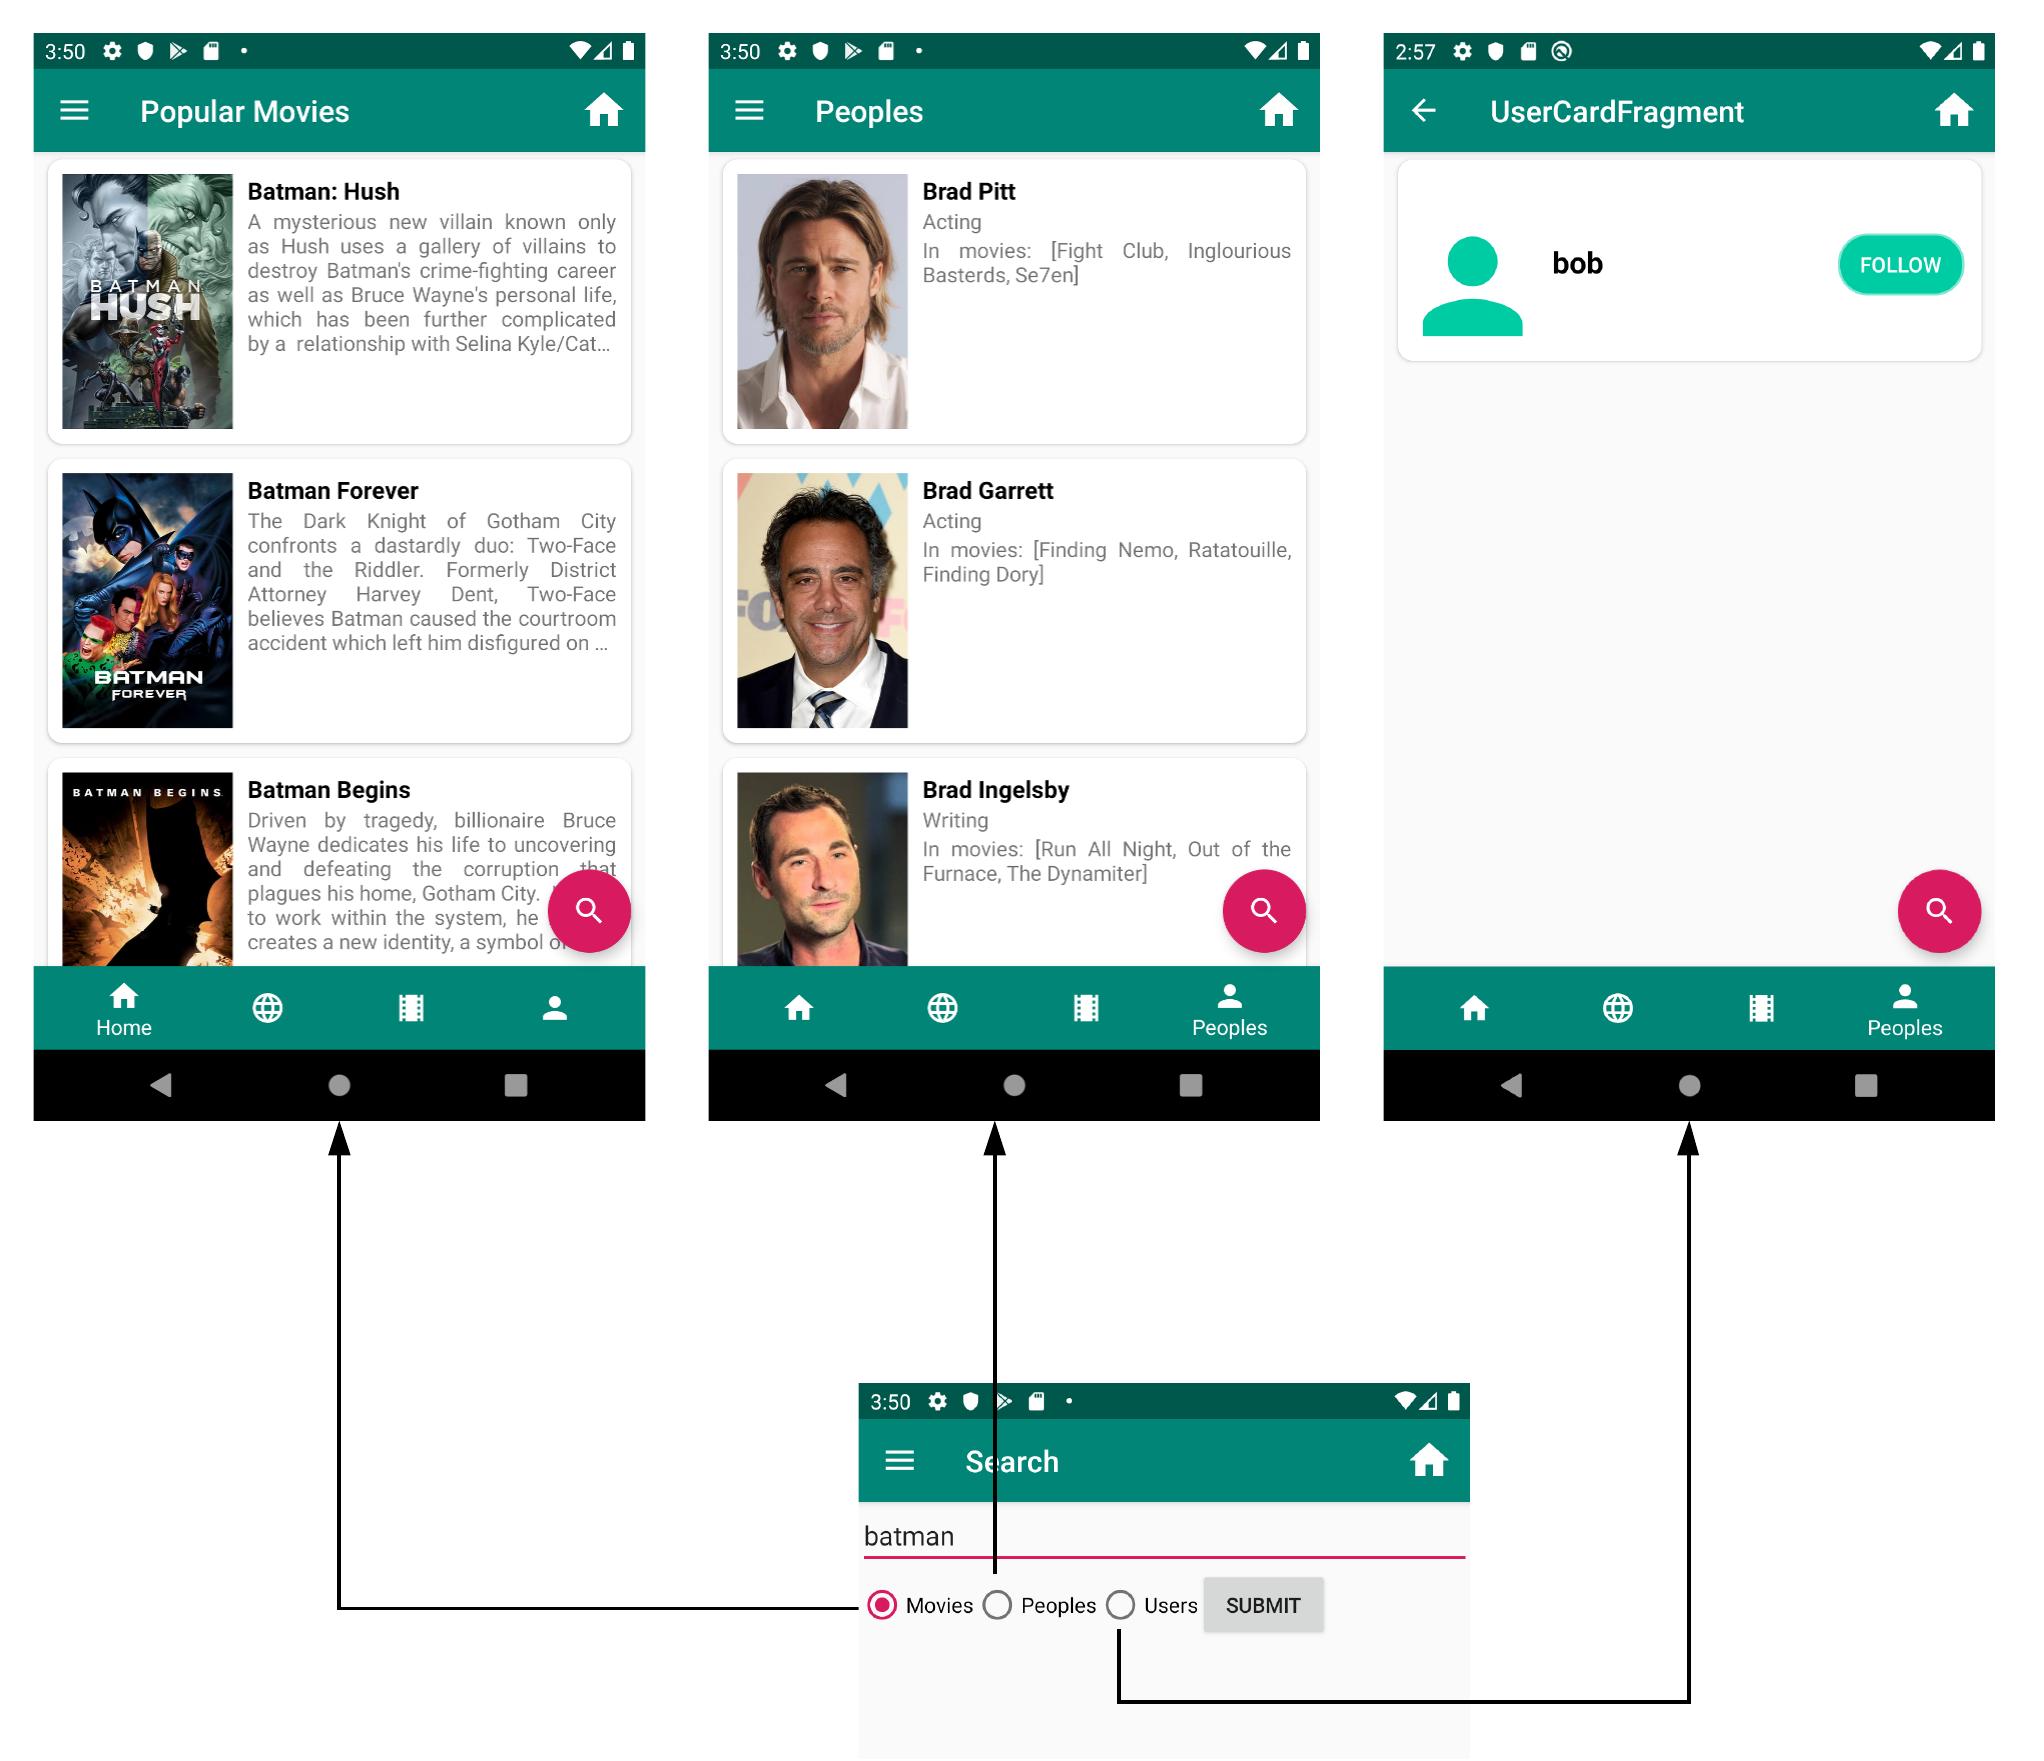 3:50
Popular Movies
BATMAN
HUSH
Batman: Hush
A mysterious new villain known only
as Hush uses a gallery of villains to
destroy Batman's crime-fighting career
as well as Bruce Wayne's personal life,
which has been further complicated
by a relationship with Selina Kyle/Cat...
BATMAN
FOREVER
Batman Forever
The Dark Knight of Gotham City
confronts a dastardly duo: Two-Face
and the Riddler. Formerly District
Attorney Harvey Dent, Two-Face
believes Batman caused the courtroom
accident which left him disfigured on ...
BATMAN BEGINS
Batman Begins
Driven by tragedy, billionaire Bruce
Wayne dedicates his life to uncovering
and defeating the corruption that
plagues his home, Gotham City.
to work within the system, he
creates a new identity, a symbol of
Home
3:50
Peoples
Brad Pitt
Acting
In movies: [Fight Club, Inglourious
Basterds, Se7en]
Brad Garrett
Acting
In movies: [Finding Nemo, Ratatouille,
Finding Dory]
Brad Ingelsby
Writing
In movies: [Run All Night, Out of the
Furnace, The Dynamiter]
Peoples
2:57
UserCardFragment
bob
FOLLOW
Peoples
3:50
Search
batman
Movies Peoples Users SUBMIT